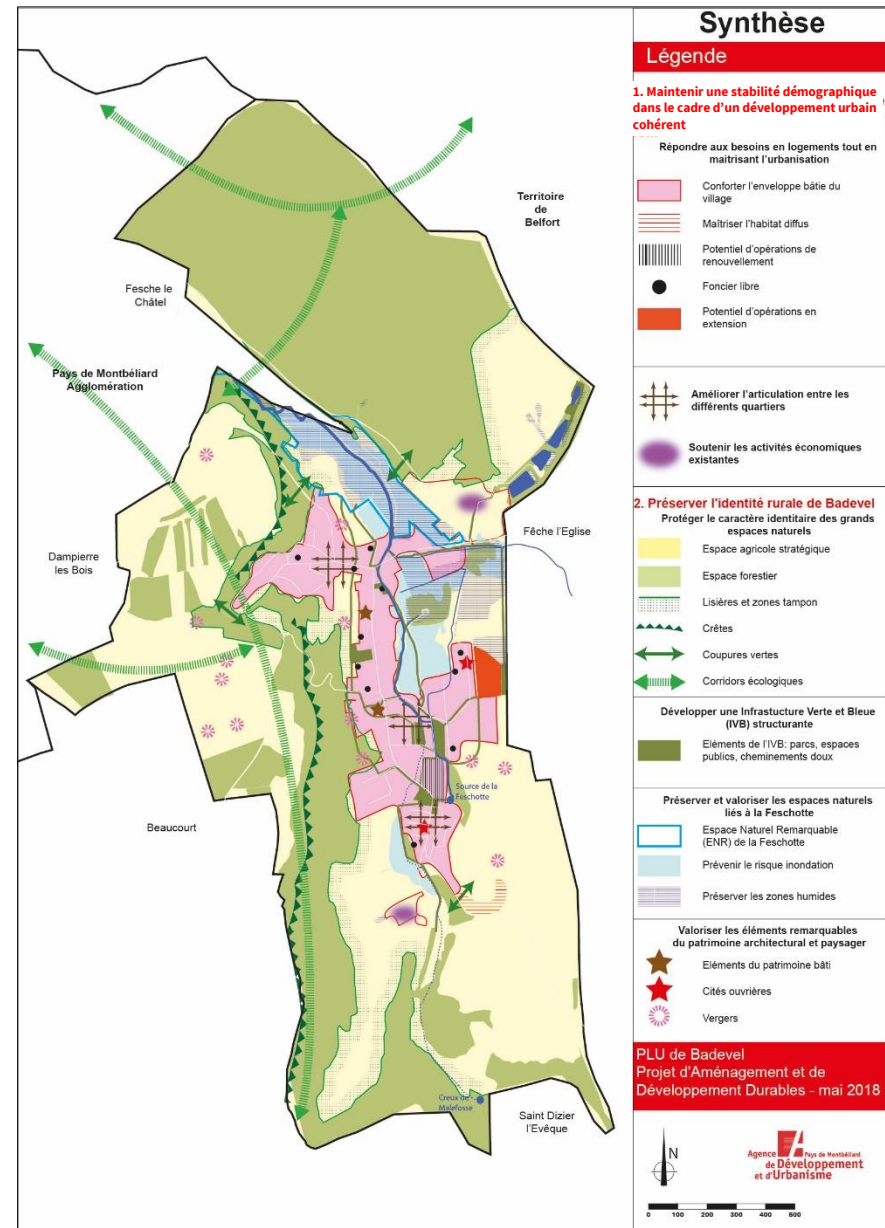 Synthèse
Légende
1. Maintenir une stabilité démographique
dans le cadre d'un développement urbain
cohérent
Répondre aux besoins en logements tout en
maitrisant l'urbanisation
Conforter l'enveloppe bâtie du
village
Maîtriser l'habitat diffus
Potentiel d'opérations de
renouvellement
Foncier libre
Potentiel d'opérations en
extension
Améliorer l'articulation entre les
différents quartiers
Soutenir les activités économiques
existantes
2. Préserver l'identité rurale de Badevel
Protéger le caractère identitaire des grands
espaces naturels
Espace agricole stratégique
Espace forestier
Lisières et zones tampon
Crêtes
Coupures vertes
Corridors écologiques
Développer une Infrastucture Verte et Bleue
(IVB) structurante
Eléments de l'IVB: parcs, espaces
publics, cheminements doux
Préserver et valoriser les espaces naturels
liés à la Feschotte
Espace Naturel Remarquable
(ENR) de la Feschotte
Prévenir le risque inondation
Préserver les zones humides
Valoriser les éléments remarquables
du patrimoine architectural et paysager
Eléments du patrimoine bâti
Cités ouvrières
Vergers
PLU de Badevel
Projet d'Aménagement et de
Développement Durables - mai 2018
N
Agence Pays de Montbéliard
de Développement
et d'Urbanisme
0 100 200 300 400 500
Territoire
de
Belfort
Fesche le
Châtel
Pays de Montbéliard
Agglomération
Fêche l'Eglise
Dampierre
les Bois
Source de la
Feschotte
Beaucourt
Creux de
Malefosse
Saint Dizier
l'Evêque